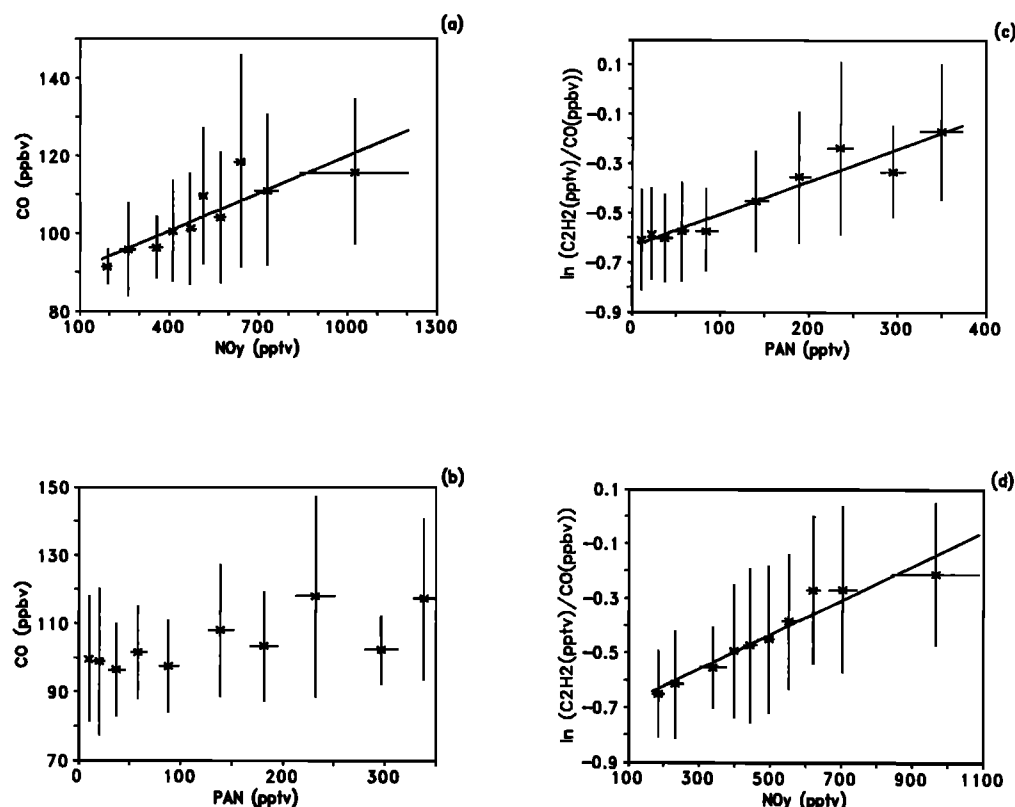 (a)
140
120
100
80
CO (ppbv)
100 400 700 1000 1300
NOy (pptv)
(c)
0.1
-0.1
-0.3
-0.5
-0.7
-0.9
ln (C2H2(pptv)/CO(ppbv))
0 100 200 300 400
PAN (pptv)
(b)
150
130
110
90
70
CO (ppbv)
0 100 200 300
PAN (pptv)
(d)
0.1
-0.1
-0.3
-0.5
-0.7
-0.9
ln (C2H2(pptv)/CO(ppbv))
100 300 500 700 900 1100
NOy (pptv)